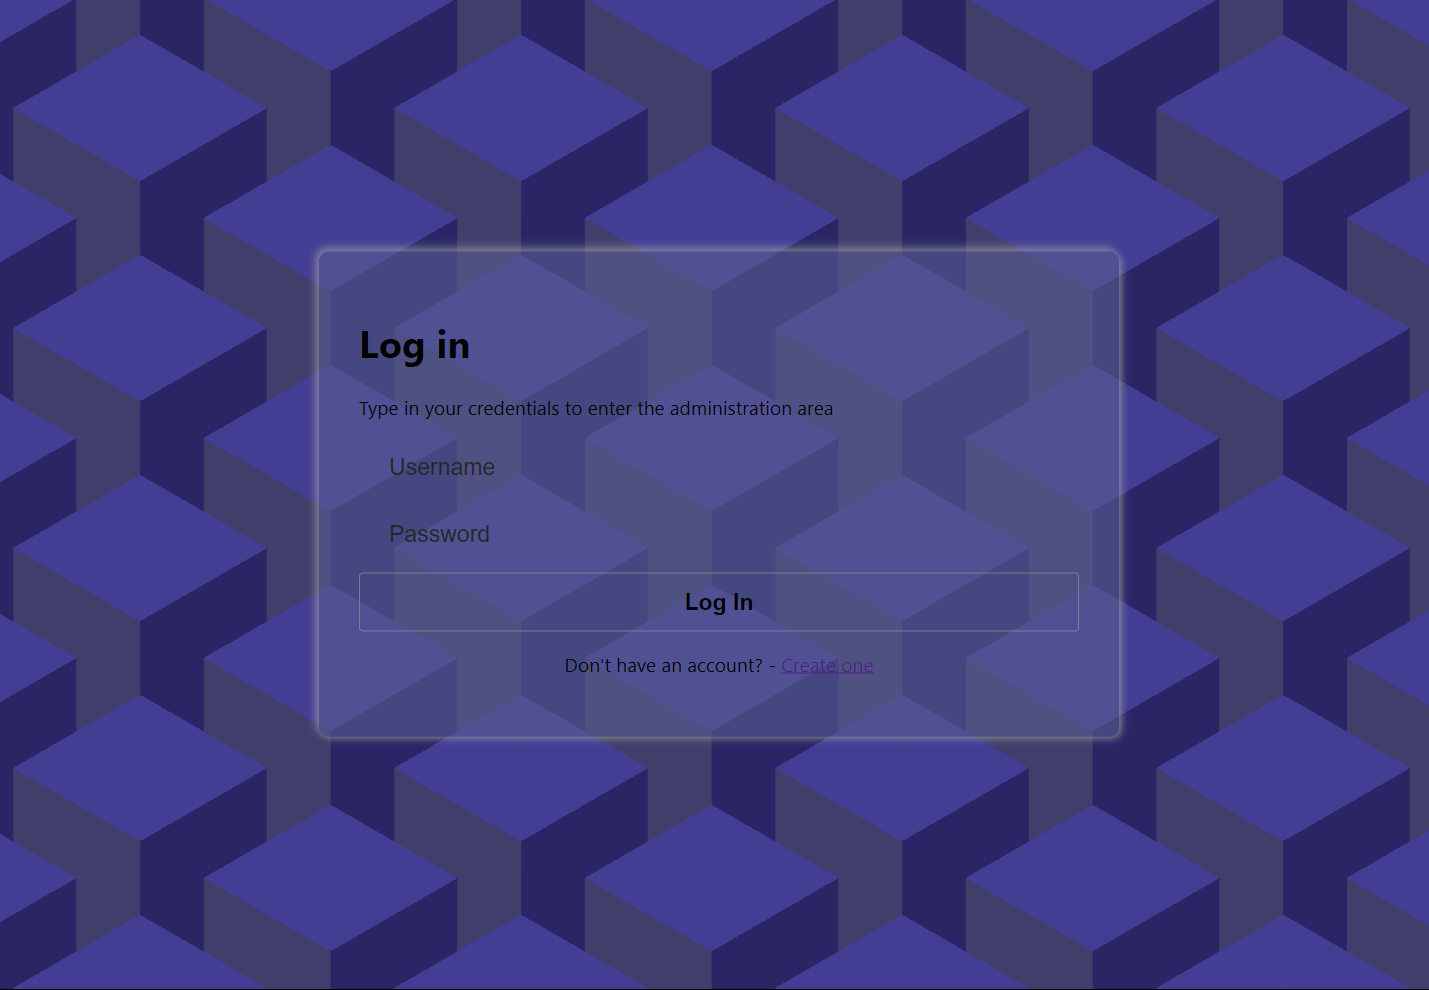 Log in
Type in your credentials to enter the administration area
Username
Password
Log In
Don't have an account? - Create one